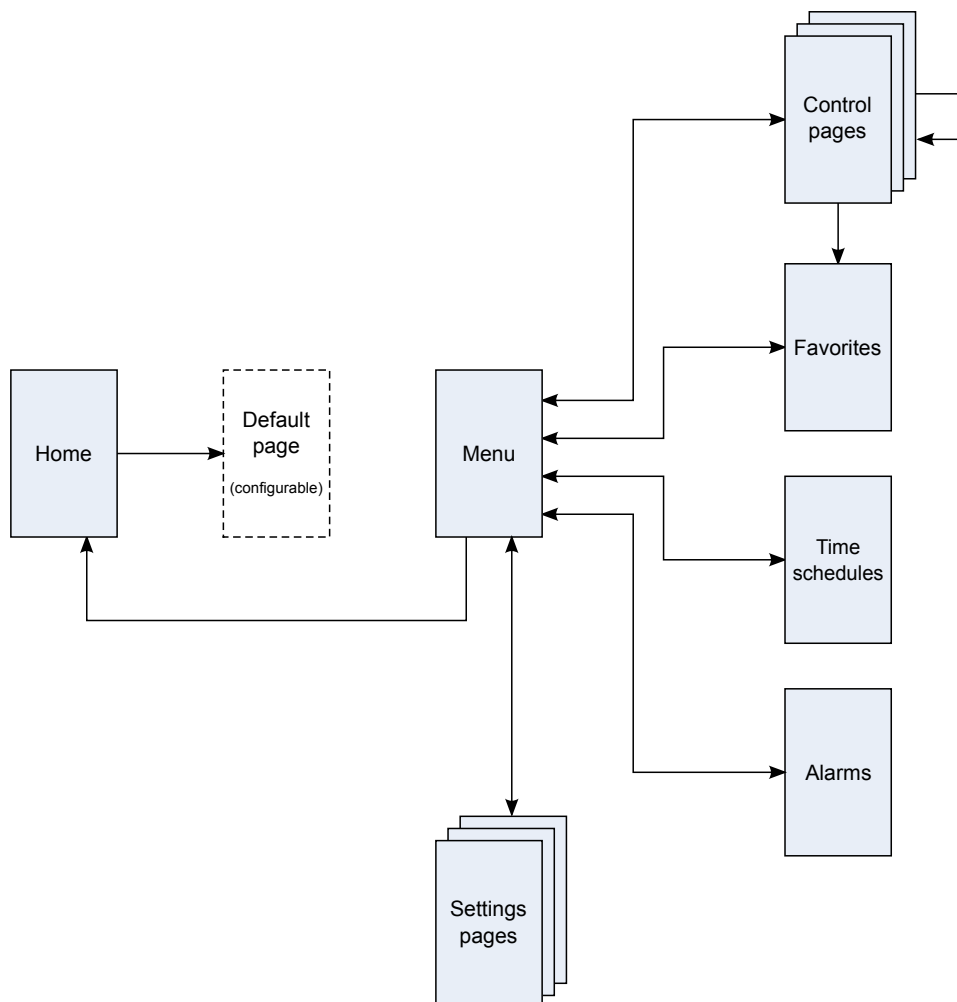 Control
pages
Favorites
Home
Default
page
(configurable)
Menu
Time
schedules
Alarms
Settings
pages